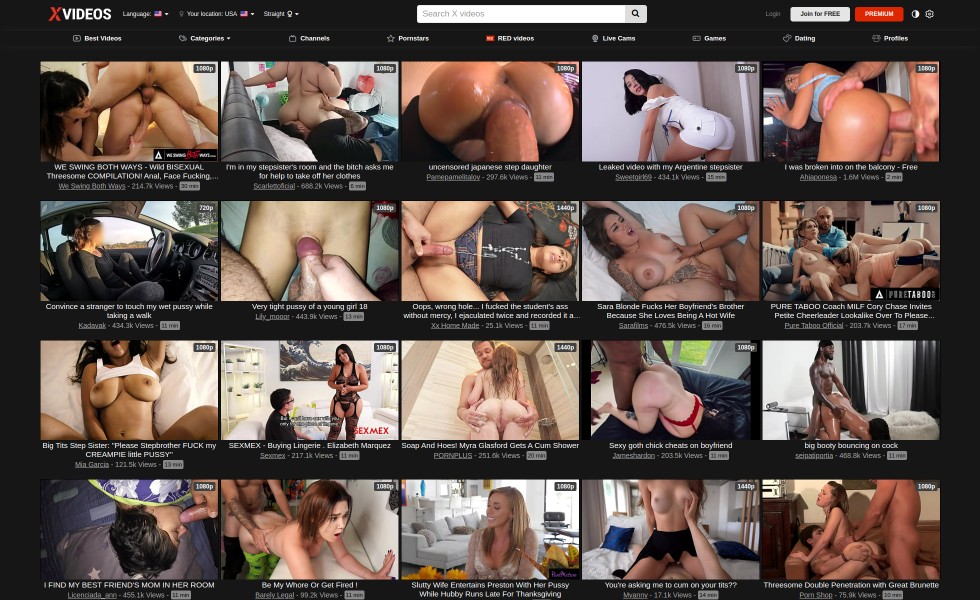 XVIDEOS
Language:
Your location: USA
Straight
Search X videos
Login
Join for FREE
PREMIUM
Best Videos
Categories
Channels
Pornstars
RED videos
Live Cams
Games
Dating
Profiles
1080p
1080p
1080p
1080p
1080p
WE SWING BOTH WAYS - Wild BISEXUAL
Threesome COMPILATION! Anal, Face Fucking,...
We Swing Both Ways - 214.7k Views - 30 min
I'm in my stepsister's room and the bitch asks me
for help to take off her clothes
Scarlettoficial - 688.2k Views - 6 min
uncensored japanese step daughter
Pamepamelitaloy - 297.6k Views - 11 min
Leaked video with my Argentine stepsister
Sweetgirl69 - 434.1k Views - 15 min
I was broken into on the balcony - Free
Ahiaponesa - 1.6M Views - 2 min
720p
1080p
1440p
1080p
1080p
PURETABOO
Convince a stranger to touch my wet pussy while
taking a walk
Kadavak - 434.3k Views - 11 min
Very tight pussy of a young girl 18
Lily_mooor - 443.9k Views - 13 min
Oops, wrong hole... I fucked the student's ass
without mercy, I ejaculated twice and recorded it a...
Xx Home Made - 25.1k Views - 11 min
Sara Blonde Fucks Her Boyfriend's Brother
Because She Loves Being A Hot Wife
Sarafilms - 476.5k Views - 16 min
PURE TABOO Coach MILF Cory Chase Invites
Petite Cheerleader Lookalike Over To Please...
Pure Taboo Official - 203.7k Views - 17 min
1080p
1080p
1440p
1080p
SEXMEX
Big Tits Step Sister: "Please Stepbrother FUCK my
CREAMPIE little PUSSY"
Mia Garcia - 121.5k Views - 13 min
SEXMEX - Buying Lingerie . Elizabeth Marquez
Sexmex - 217.1k Views - 11 min
Soap And Hoes! Myra Glasford Gets A Cum Shower
PORNPLUS - 251.6k Views - 20 min
Sexy goth chick cheats on boyfriend
Jameshardon - 203.5k Views - 11 min
big booty bouncing on cock
seipatiportia - 468.8k Views - 11 min
1080p
1080p
1080p
1440p
1080p
I FIND MY BEST FRIEND'S MOM IN HER ROOM
Licenciada_ann - 455.1k Views - 11 min
Be My Whore Or Get Fired !
Barely Legal - 99.2k Views - 11 min
Slutty Wife Entertains Preston With Her Pussy
While Hubby Runs Late For Thanksgiving
You're asking me to cum on your tits??
Myanny - 17.1k Views - 14 min
Threesome Double Penetration with Great Brunette
Porn Shop - 75.9k Views - 10 min